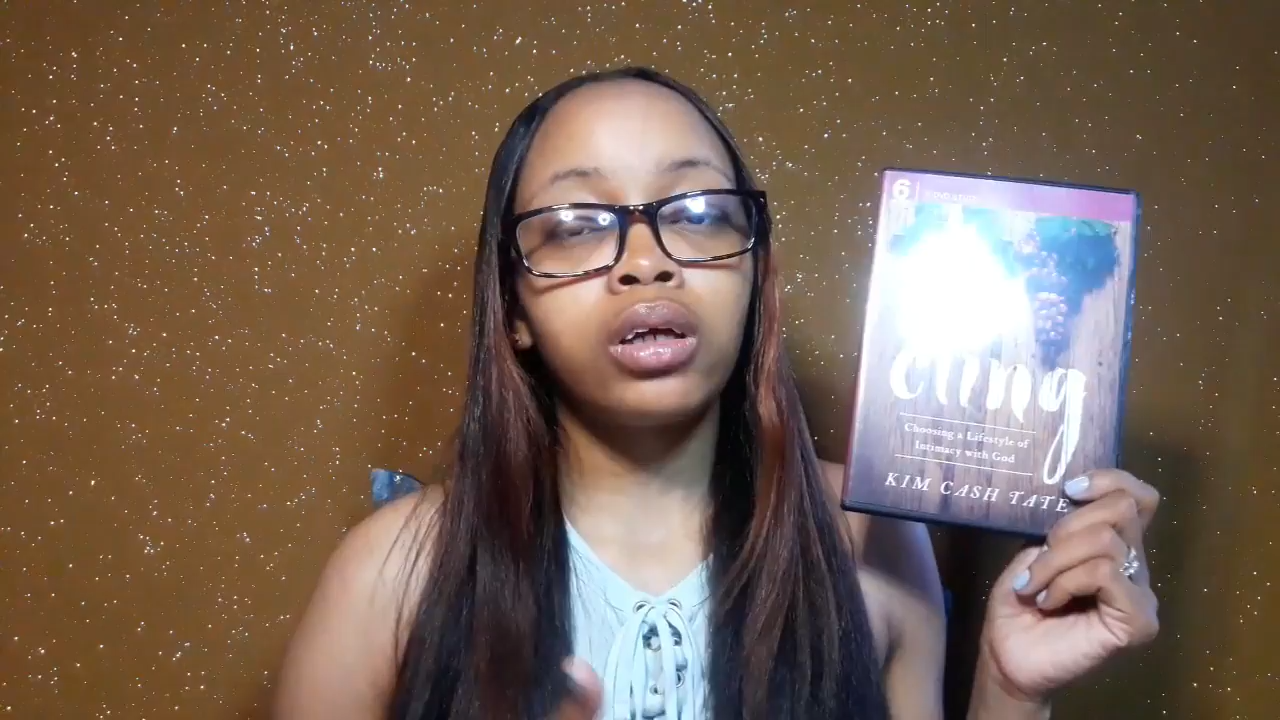 6
cling
Choosing a Lifestyle of
Intimacy with God
KIM CASH TATE